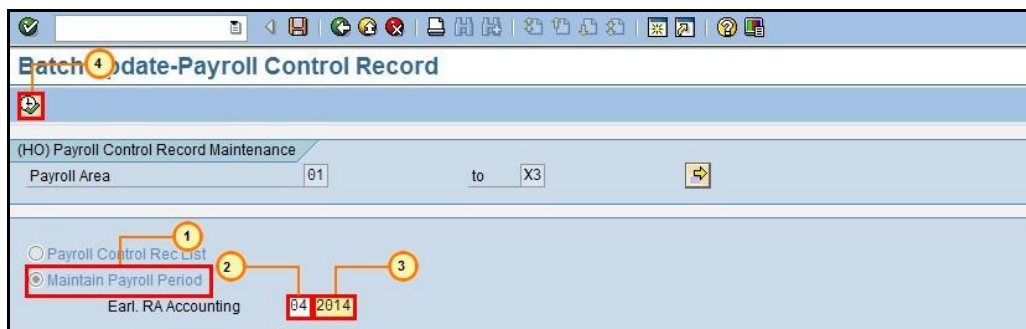 Batch Update-Payroll Control Record
4
(HO) Payroll Control Record Maintenance
Payroll Area 01 to X3
1
Payroll Control Rec List
2 3
Maintain Payroll Period
Earl. RA Accounting 04 2014